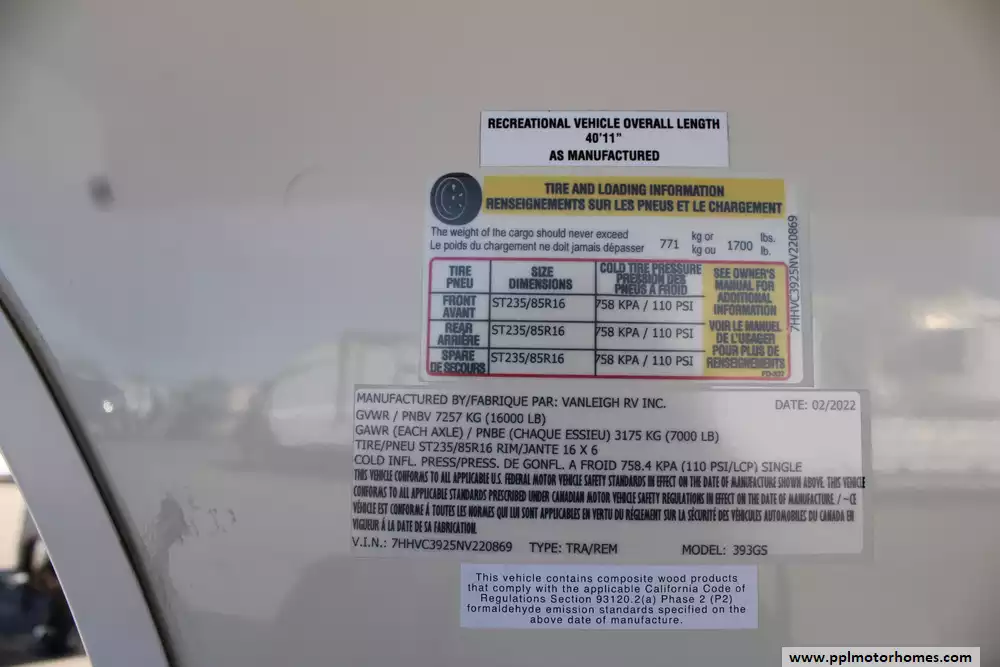 RECREATIONAL VEHICLE OVERALL LENGTH
40'11"
AS MANUFACTURED
TIRE AND LOADING INFORMATION
RENSEIGNEMENTS SUR LES PNEUS ET LE CHARGEMENT
The weight of the cargo should never exceed
Le poids du chargement ne doit jamais dépasser
771 kg or kg ou 1700 lbs. lb.
TIRE PNEU SIZE DIMENSIONS COLD TIRE PRESSURE PRESSION DES PNEUS A FROID
FRONT AVANT ST235/85R16 758 KPA / 110 PSI
REAR ARRIÈRE ST235/85R16 758 KPA / 110 PSI
SPARE DE SECOURS ST235/85R16 758 KPA / 110 PSI
SEE OWNER'S
MANUAL FOR
ADDITIONAL
INFORMATION
VOIR LE MANUEL
DE L'USAGER
POUR PLUS DE
RENSEIGNEMENTS
7HHVC3925NV220869
MANUFACTURED BY/FABRIQUE PAR: VANLEIGH RV INC. DATE: 02/2022
GVWR / PNBV 7257 KG (16000 LB)
GAWR (EACH AXLE) / PNBE (CHAQUE ESSIEU) 3175 KG (7000 LB)
TIRE/PNEU ST235/85R16 RIM/JANTE 16 X 6
COLD INFL. PRESS/PRESS. DE GONFL. A FROID 758.4 KPA (110 PSI/LCP) SINGLE
THIS VEHICLE CONFORMS TO ALL APPLICABLE U.S. FEDERAL MOTOR VEHICLE SAFETY STANDARDS IN EFFECT ON THE DATE OF MANUFACTURE SHOWN ABOVE. THIS VEHICLE
CONFORMS TO ALL APPLICABLE STANDARDS PRESCRIBED UNDER CANADIAN MOTOR VEHICLE SAFETY REGULATIONS IN EFFECT ON THE DATE OF MANUFACTURE / ~CE
VÉHICLE EST CONFORME À TOUTES LES NORMES QUI LUI SONT APPLICABLES EN VERTU DU RÉGLEMENT SUR LA SÉCURITÉ DES VÉHICULES AUTOMOBILES DU CANADA EN
VIGUEUR À LA DATE DE SA FABRICATION.
V.I.N.: 7HHVC3925NV220869 TYPE: TRA/REM MODEL: 393GS
This vehicle contains composite wood products
that comply with the applicable California Code of
Regulations Section 93120.2(a) Phase 2 (P2)
formaldehyde emission standards specified on the
above date of manufacture.
www.pplmotorhomes.com